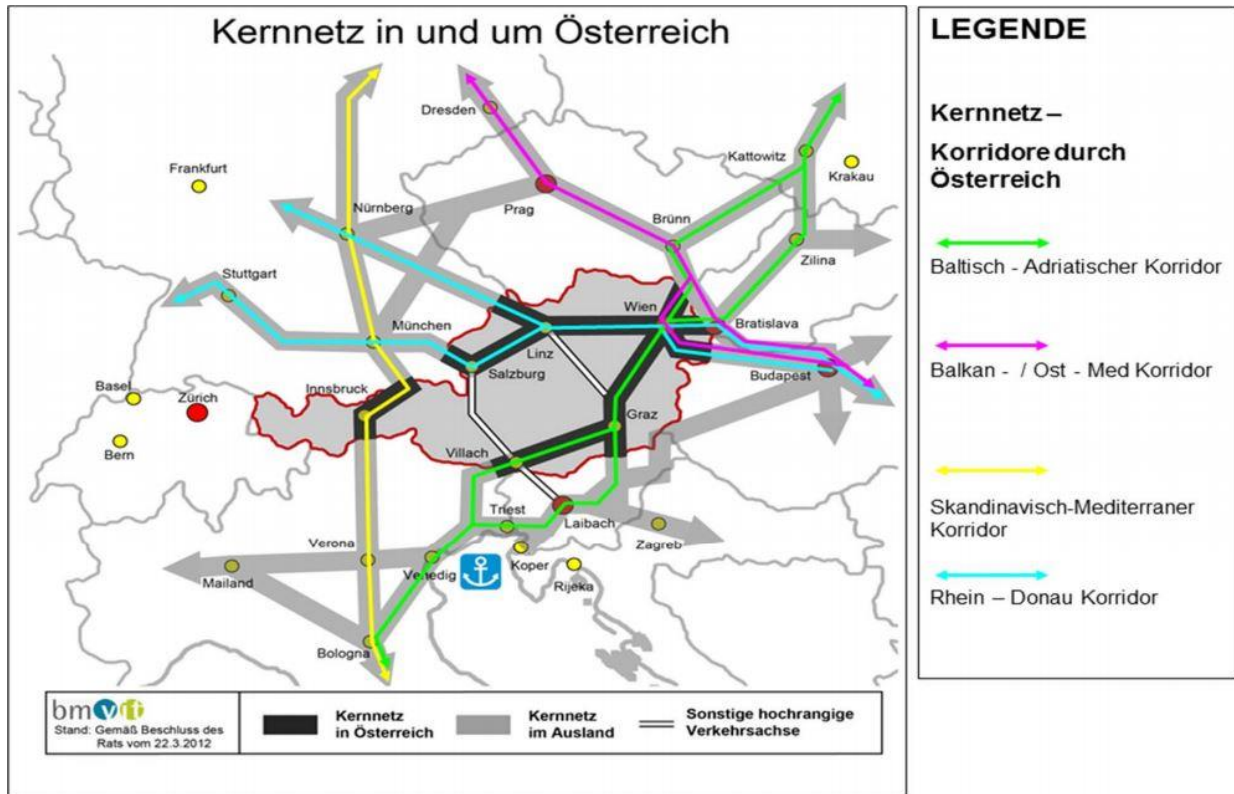 Kernnetz in und um Österreich
Dresden
Frankfurt
Kattowitz
Krakau
Nürnberg
Prag
Brünn
Zilina
Stuttgart
Wien
München
Bratislava
Linz
Salzburg
Innsbruck
Budapest
Basel
Zürich
Graz
Bern
Villach
Triest
Laibach
Verona
Zagreb
Venedig
Koper
Mailand
Rijeka
Bologna
bmvit
Stand: Gemäß Beschluss des
Rats vom 22.3.2012
Kernnetz
in Österreich
Kernnetz
im Ausland
Sonstige hochrangige
Verkehrsachse
LEGENDE
Kernnetz –
Korridore durch
Österreich
Baltisch - Adriatischer Korridor
Balkan - / Ost - Med Korridor
Skandinavisch-Mediterraner
Korridor
Rhein – Donau Korridor